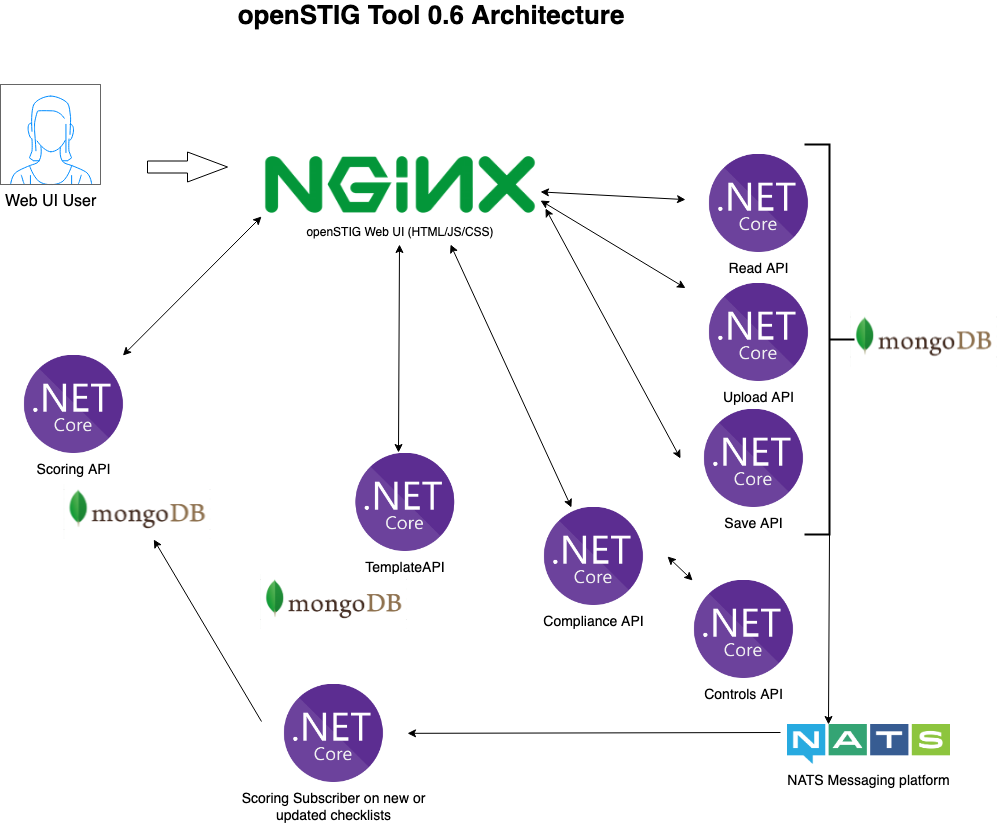 openSTIG Tool 0.6 Architecture
Web UI User
NGINX
openSTIG Web UI (HTML/JS/CSS)
.NET
Core
Read API
.NET
Core
Upload API
mongoDB
.NET
Core
Save API
.NET
Core
Scoring API
mongoDB
.NET
Core
TemplateAPI
mongoDB
.NET
Core
Compliance API
.NET
Core
Controls API
.NET
Core
Scoring Subscriber on new or
updated checklists
NATS
NATS Messaging platform